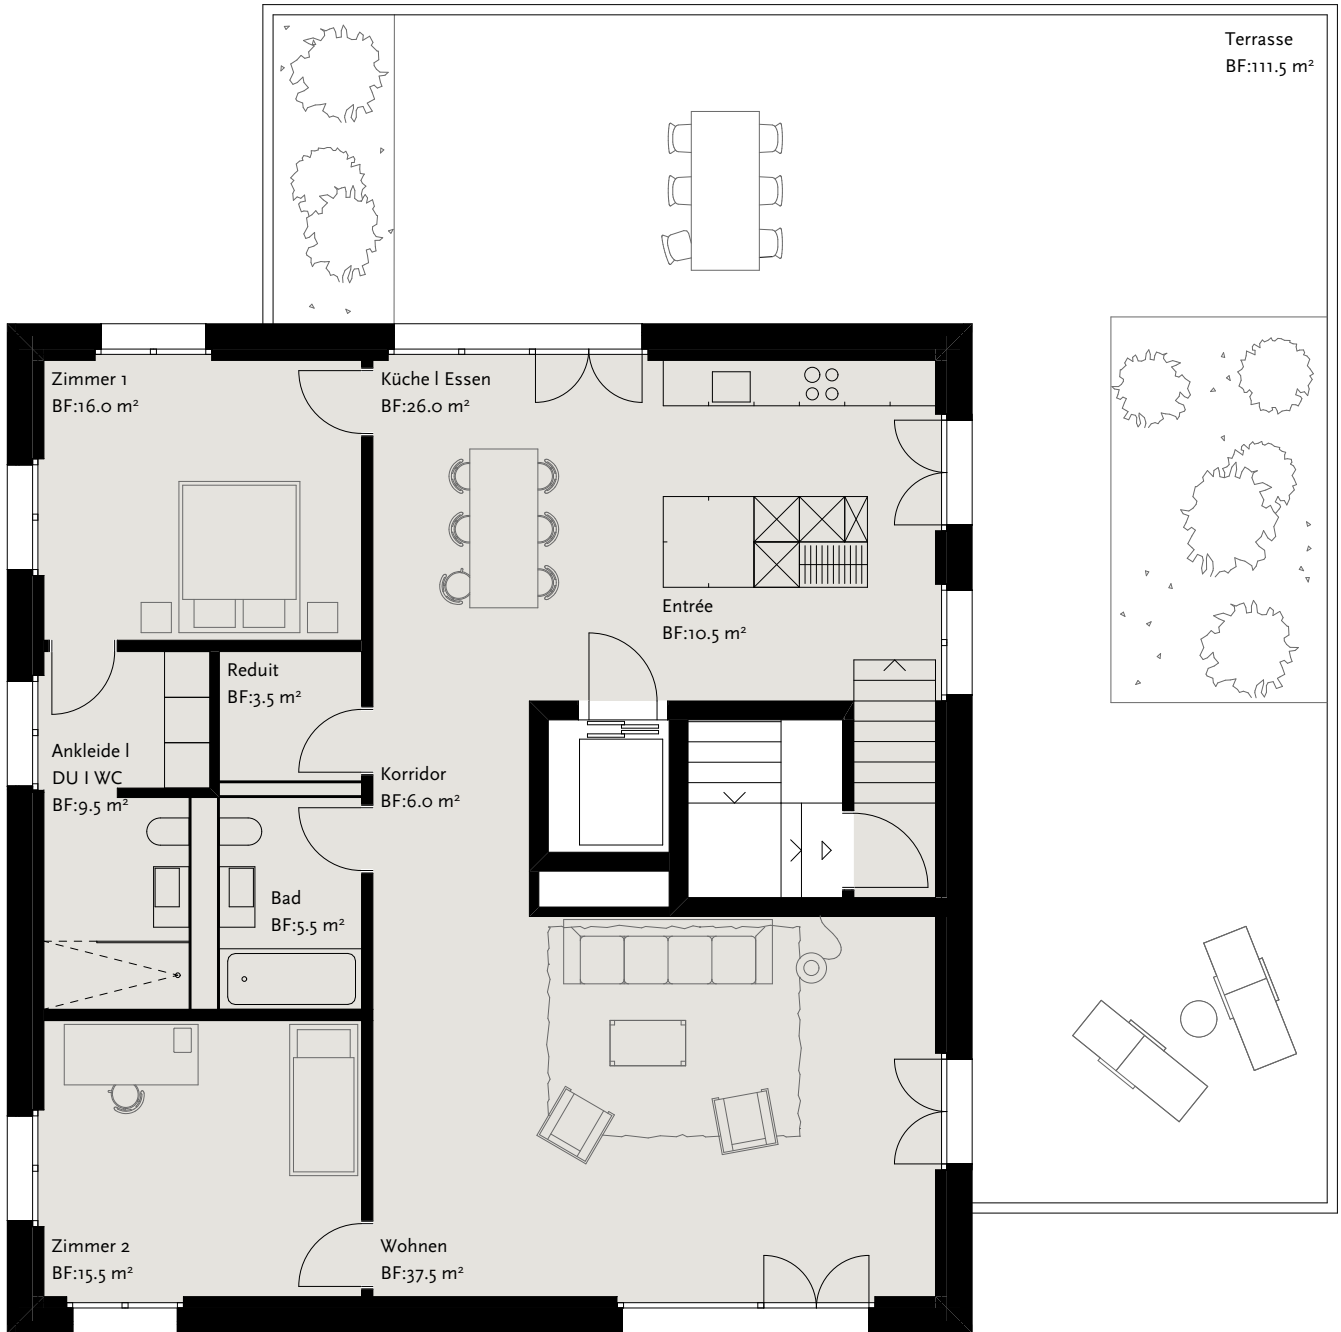 Terrasse
BF:111.5 m²
Zimmer 1
BF:16.0 m²
Küche l Essen
BF:26.0 m²
Entrée
BF:10.5 m²
Reduit
BF:3.5 m²
Ankleide l
DU I WC
BF:9.5 m²
Korridor
BF:6.0 m²
Bad
BF:5.5 m²
Zimmer 2
BF:15.5 m²
Wohnen
BF:37.5 m²